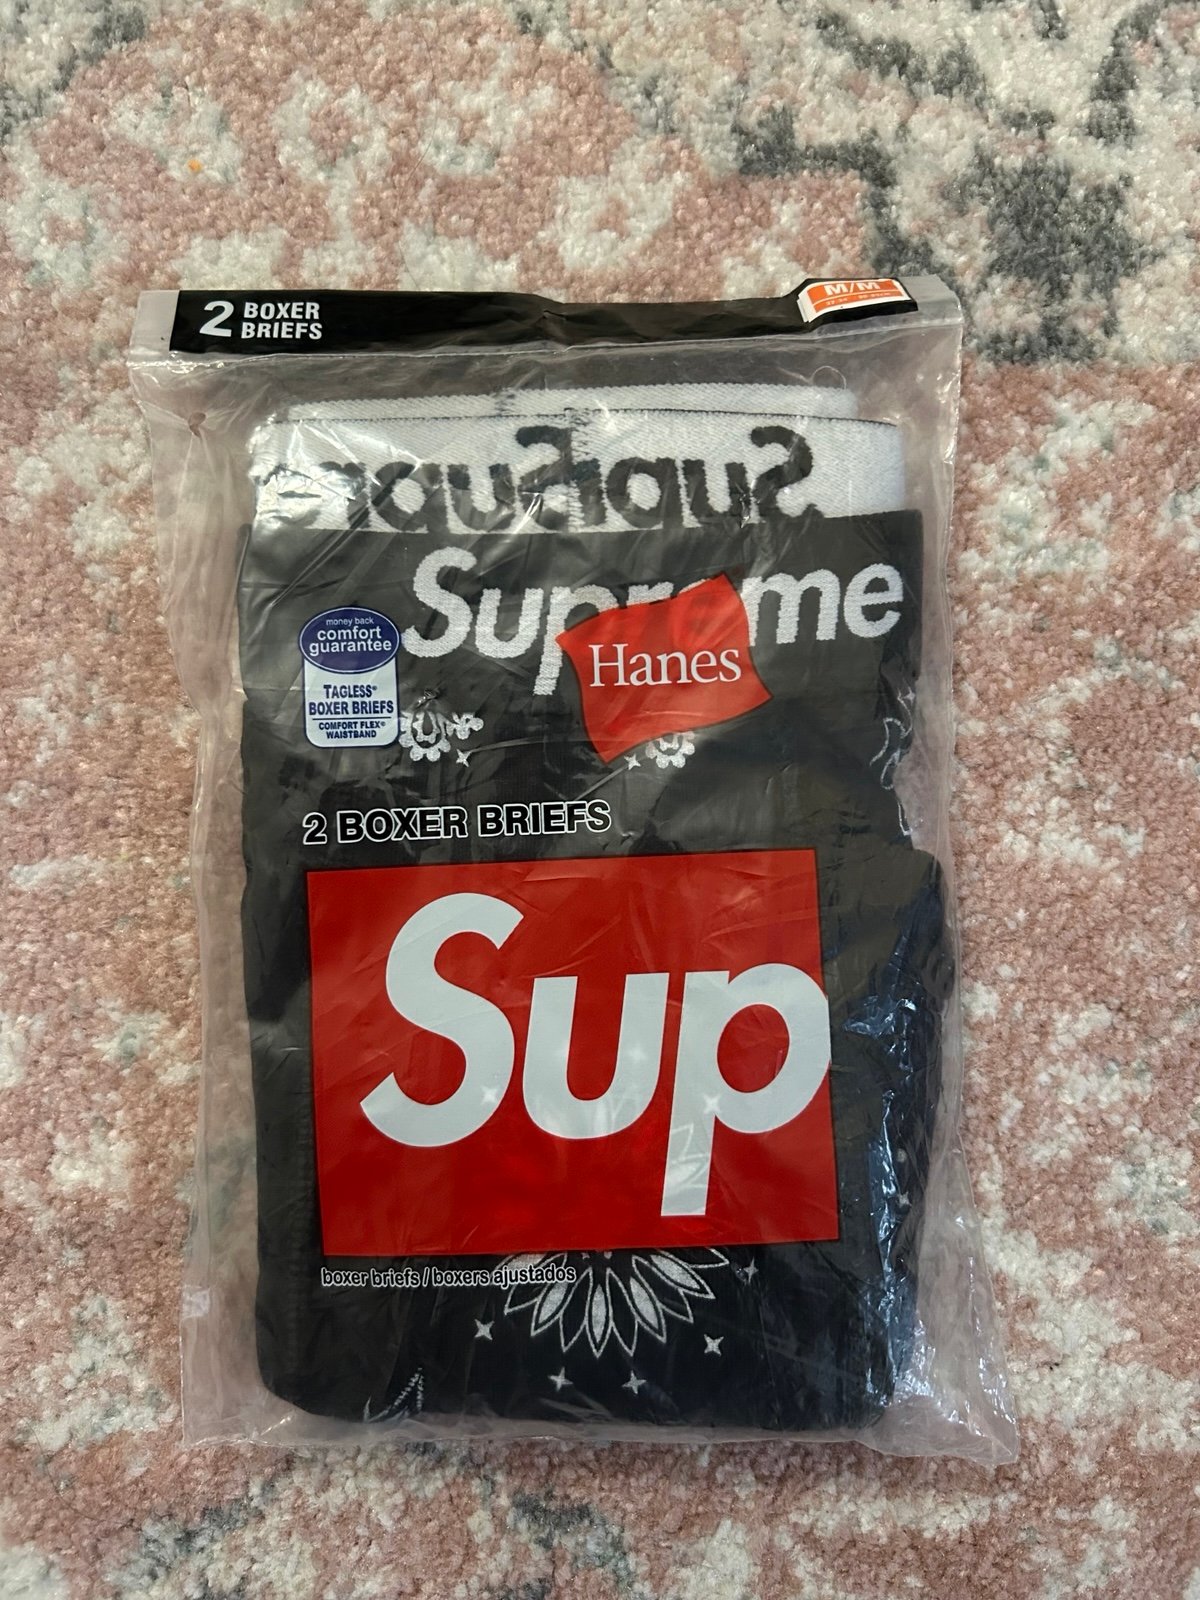 2 BOXER
BRIEFS
M/M
Supreme
Hanes
money back
comfort
guarantee
TAGLESS®
BOXER BRIEFS
COMFORT FLEX®
WAISTBAND
2 BOXER BRIEFS
Sup
boxer briefs / boxers ajustados